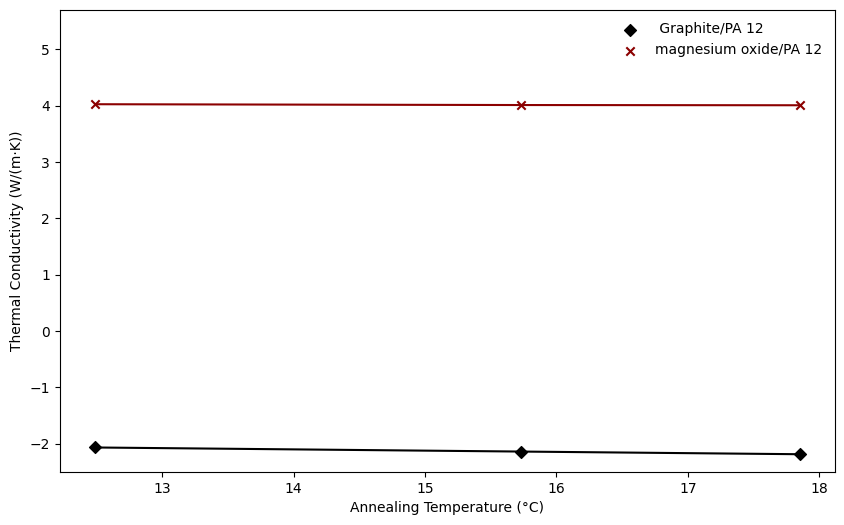 Graphite/PA 12
magnesium oxide/PA 12
5
4
3
2
1
0
−1
−2
Thermal Conductivity (W/(m·K))
13 14 15 16 17 18
Annealing Temperature (°C)